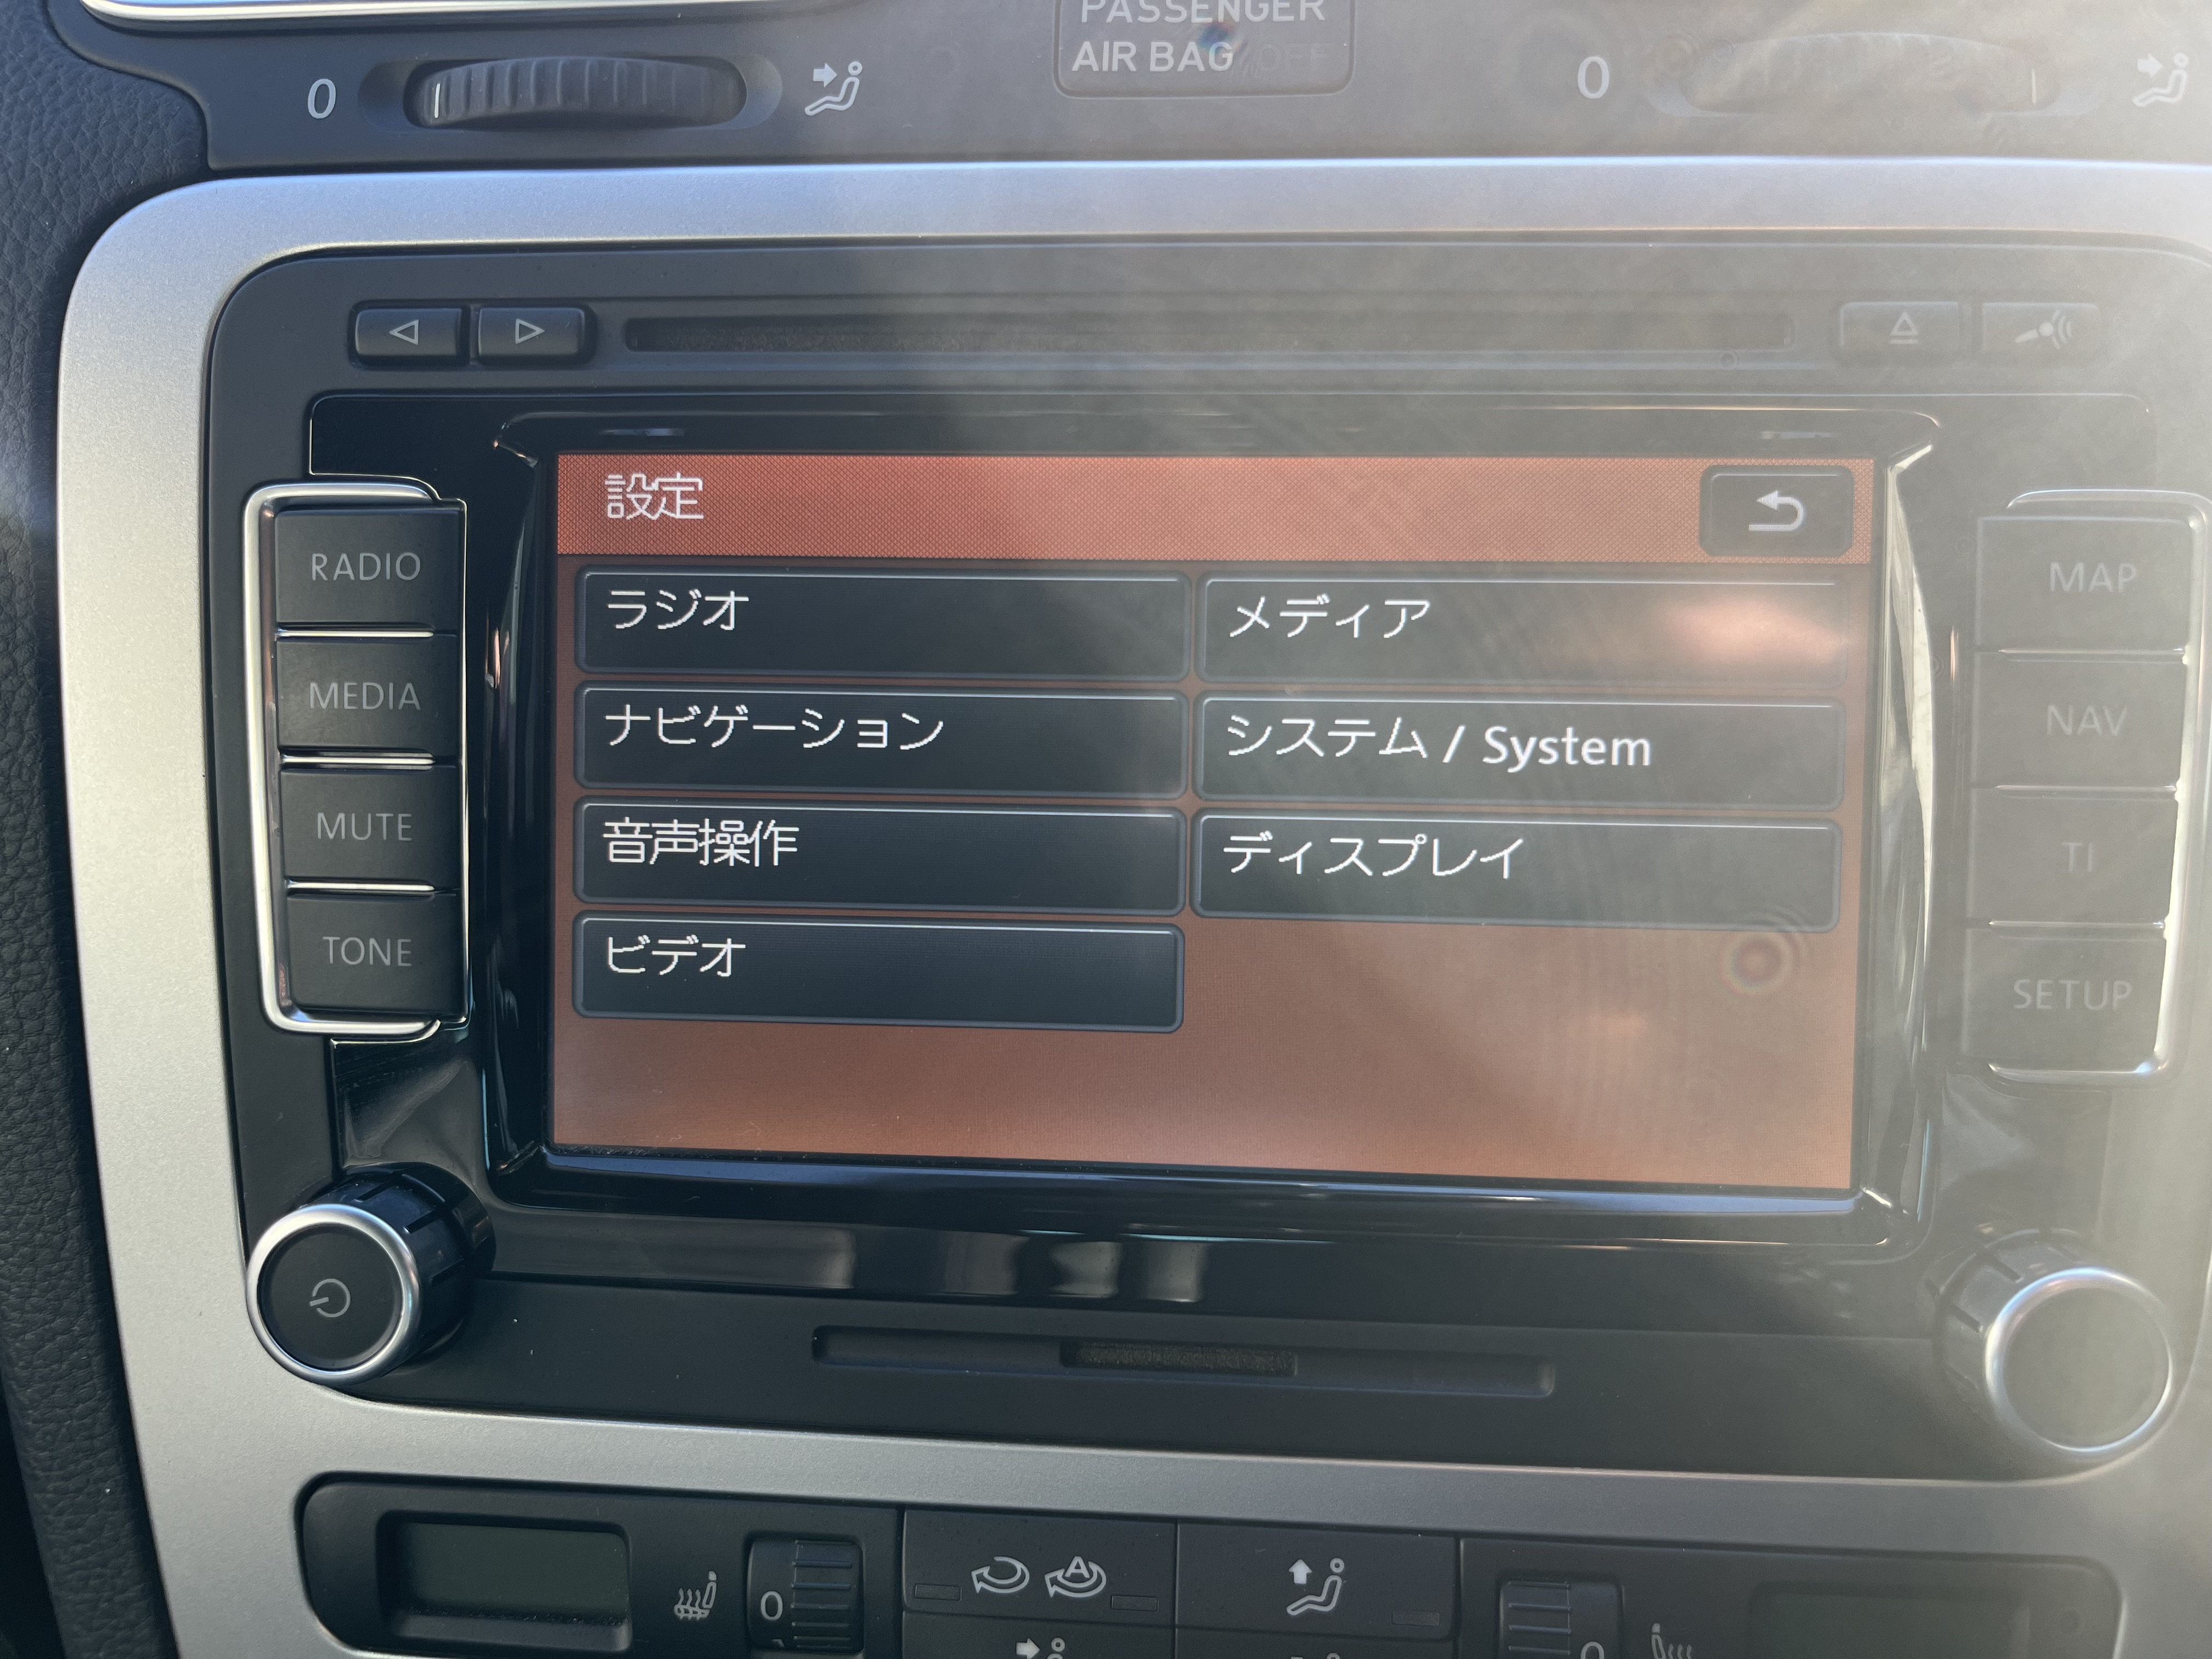 PASSENGER
AIR BAG OFF
0
0
設定
RADIO
ラジオ
メディア
MAP
MEDIA
ナビゲーション
システム / System
NAV
MUTE
音声操作
ディスプレイ
TI
TONE
ビデオ
SETUP
A
0
0